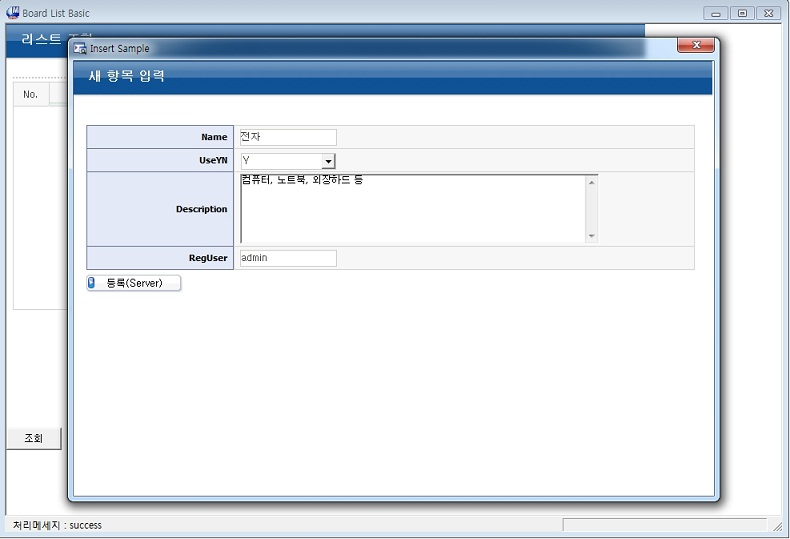 Board List Basic
리스트
Insert Sample
새 항목 입력
No.
Name
전자
UseYN
Y
Description
컴퓨터, 노트북, 외장하드 등
RegUser
admin
등록(Server)
조회
처리메세지 : success